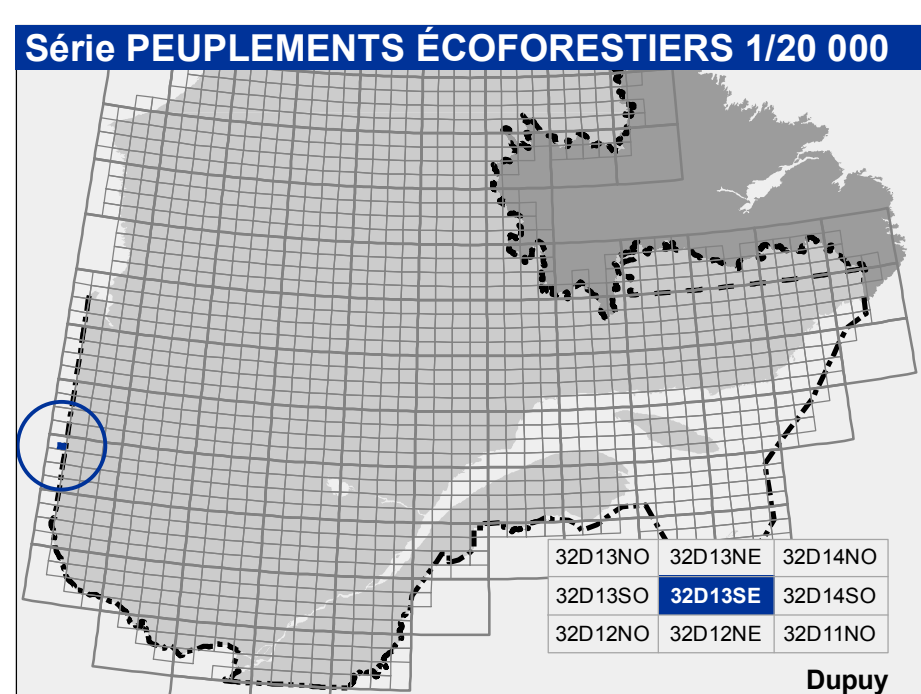 Série PEUPLEMENTS ÉCOFORESTIERS 1/20 000
32D13NO 32D13NE 32D14NO
32D13SO 32D13SE 32D14SO
32D12NO 32D12NE 32D11NO
Dupuy